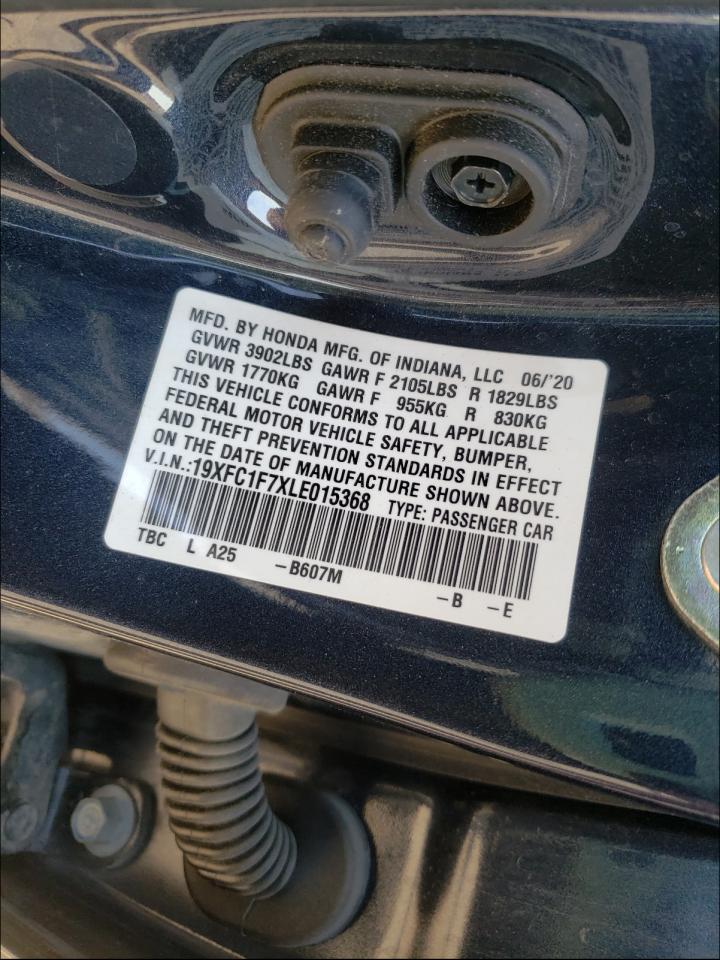 MFD. BY HONDA MFG. OF INDIANA, LLC 06/'20
GVWR 3902LBS GAWR F 2105LBS R 1829LBS
GVWR 1770KG GAWR F 955KG R 830KG
THIS VEHICLE CONFORMS TO ALL APPLICABLE
FEDERAL MOTOR VEHICLE SAFETY, BUMPER,
AND THEFT PREVENTION STANDARDS IN EFFECT
ON THE DATE OF MANUFACTURE SHOWN ABOVE.
V.I.N.:19XFC1F7XLE015368 TYPE: PASSENGER CAR
TBC L A25 -B607M -B -E